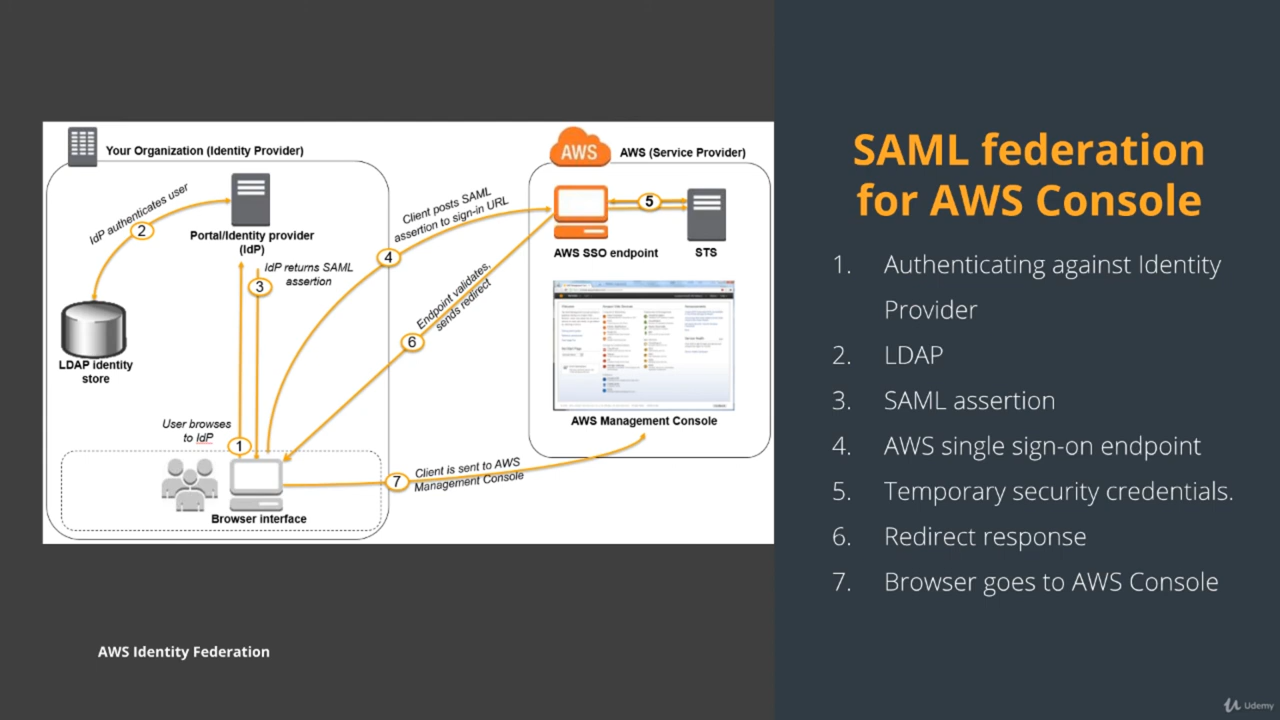 Your Organization (Identity Provider)
AWS
AWS (Service Provider)
IdP authenticates user
2
Portal/Identity provider
(IdP)
IdP returns SAML
assertion
3
Client posts SAML
assertion to sign-in URL
4
5
AWS SSO endpoint
STS
Endpoint validates,
sends redirect
6
LDAP identity
store
User browses
to IdP
1
AWS Management Console
Client is sent to AWS
Management Console
7
Browser interface
AWS Identity Federation
SAML federation
for AWS Console
1. Authenticating against Identity
Provider
2. LDAP
3. SAML assertion
4. AWS single sign-on endpoint
5. Temporary security credentials.
6. Redirect response
7. Browser goes to AWS Console
Udemy